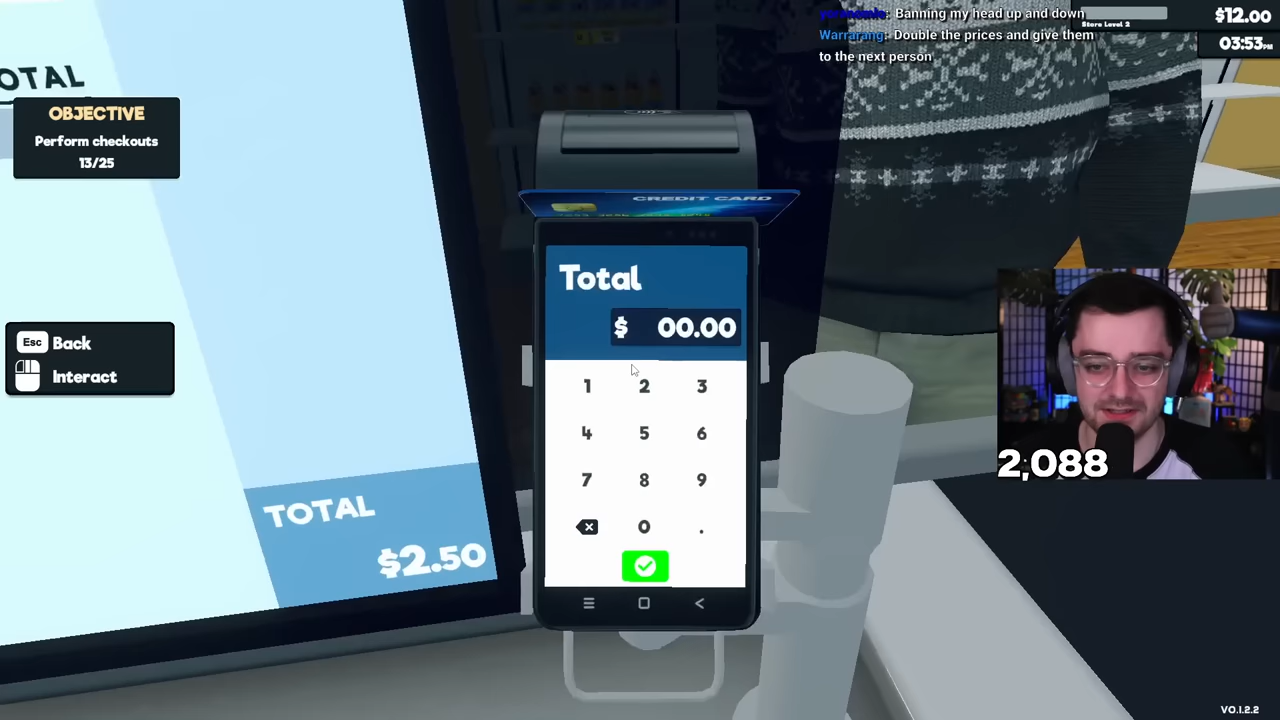 Banning my head up and down
Warrarang: Double the prices and give them
to the next person
Store Level 2
$12.00
03:53PM
OTAL
OBJECTIVE
Perform checkouts
13/25
Esc Back
Interact
CREDIT CARD
Total
$ 00.00
1 2 3
4 5 6
7 8 9
0 .
TOTAL
$2.50
2,088
V0.1.2.2